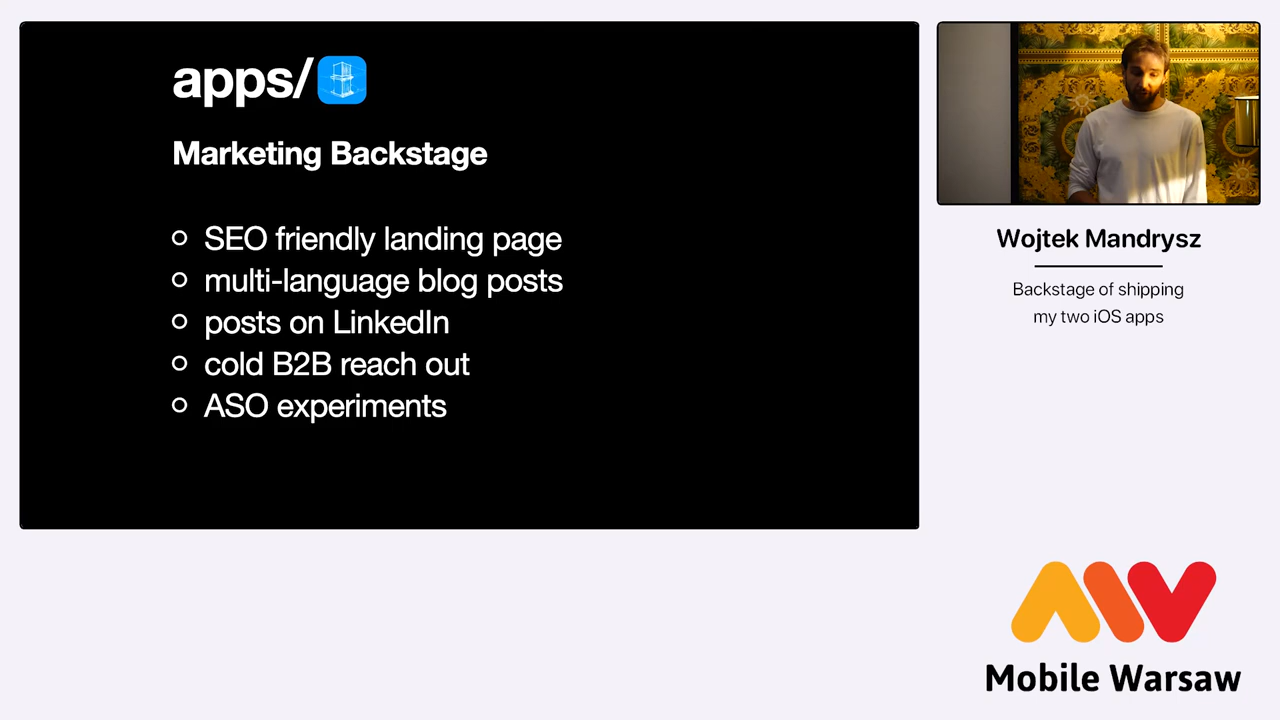 apps/
Marketing Backstage
SEO friendly landing page
multi-language blog posts
posts on LinkedIn
cold B2B reach out
ASO experiments
Wojtek Mandrysz
Backstage of shipping
my two iOS apps
Mobile Warsaw